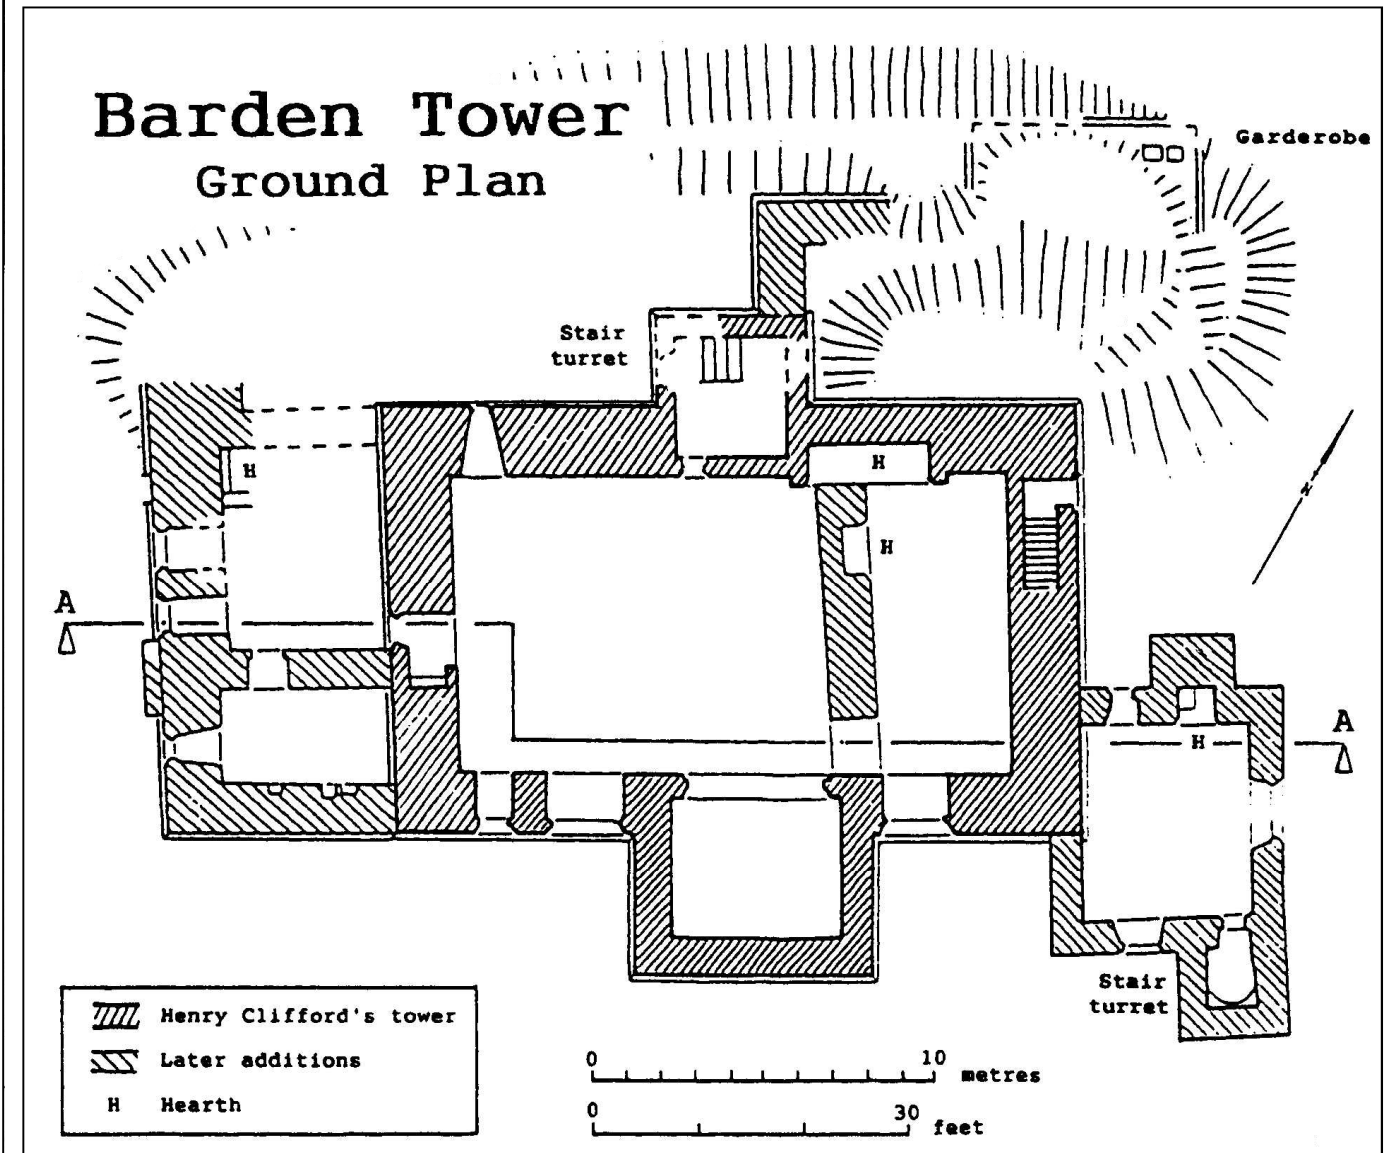 Barden Tower
Ground Plan
Garderobe
Stair
turret
H
H
H
N
A
A
H
Stair
turret
Henry Clifford's tower
Later additions
H Hearth
0 10
metres
0 30
feet